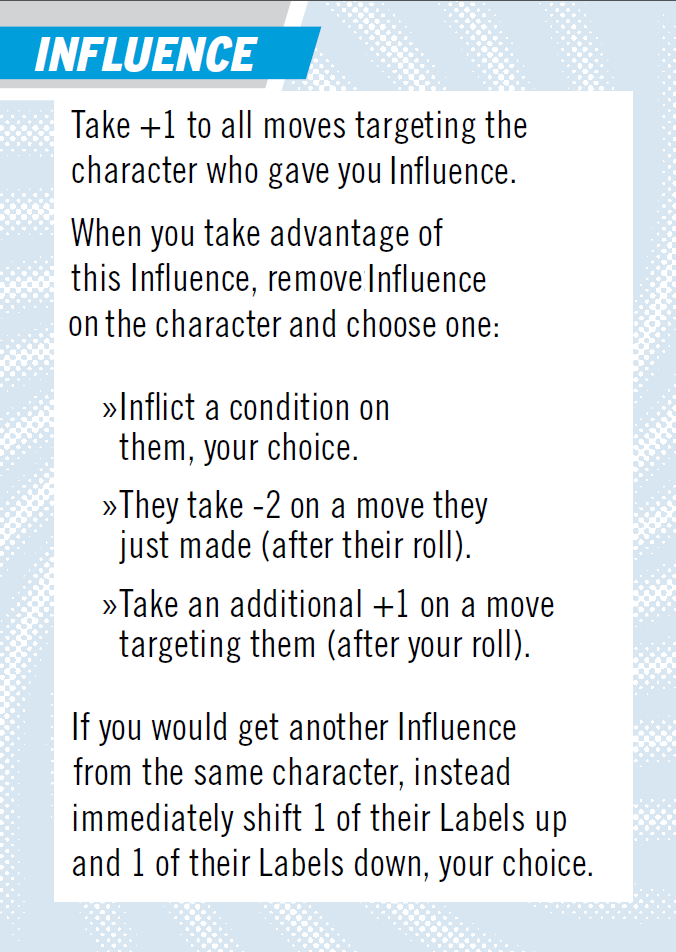 INFLUENCE
Take +1 to all moves targeting the
character who gave you Influence.
When you take advantage of
this Influence, remove Influence
on the character and choose one:
»Inflict a condition on
them, your choice.
»They take -2 on a move they
just made (after their roll).
»Take an additional +1 on a move
targeting them (after your roll).
If you would get another Influence
from the same character, instead
immediately shift 1 of their Labels up
and 1 of their Labels down, your choice.